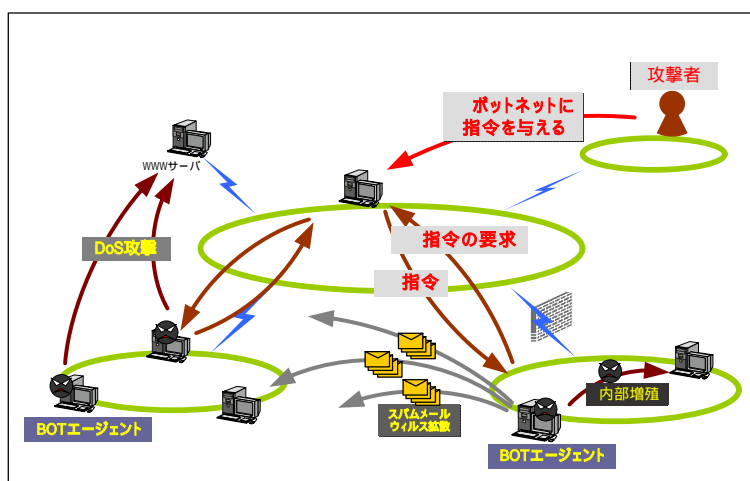 攻撃者
ボットネットに
指令を与える
WWWサーバ
指令の要求
DoS攻撃
指令
内部増殖
スパムメール
ウィルス拡散
BOTエージェント
BOTエージェント